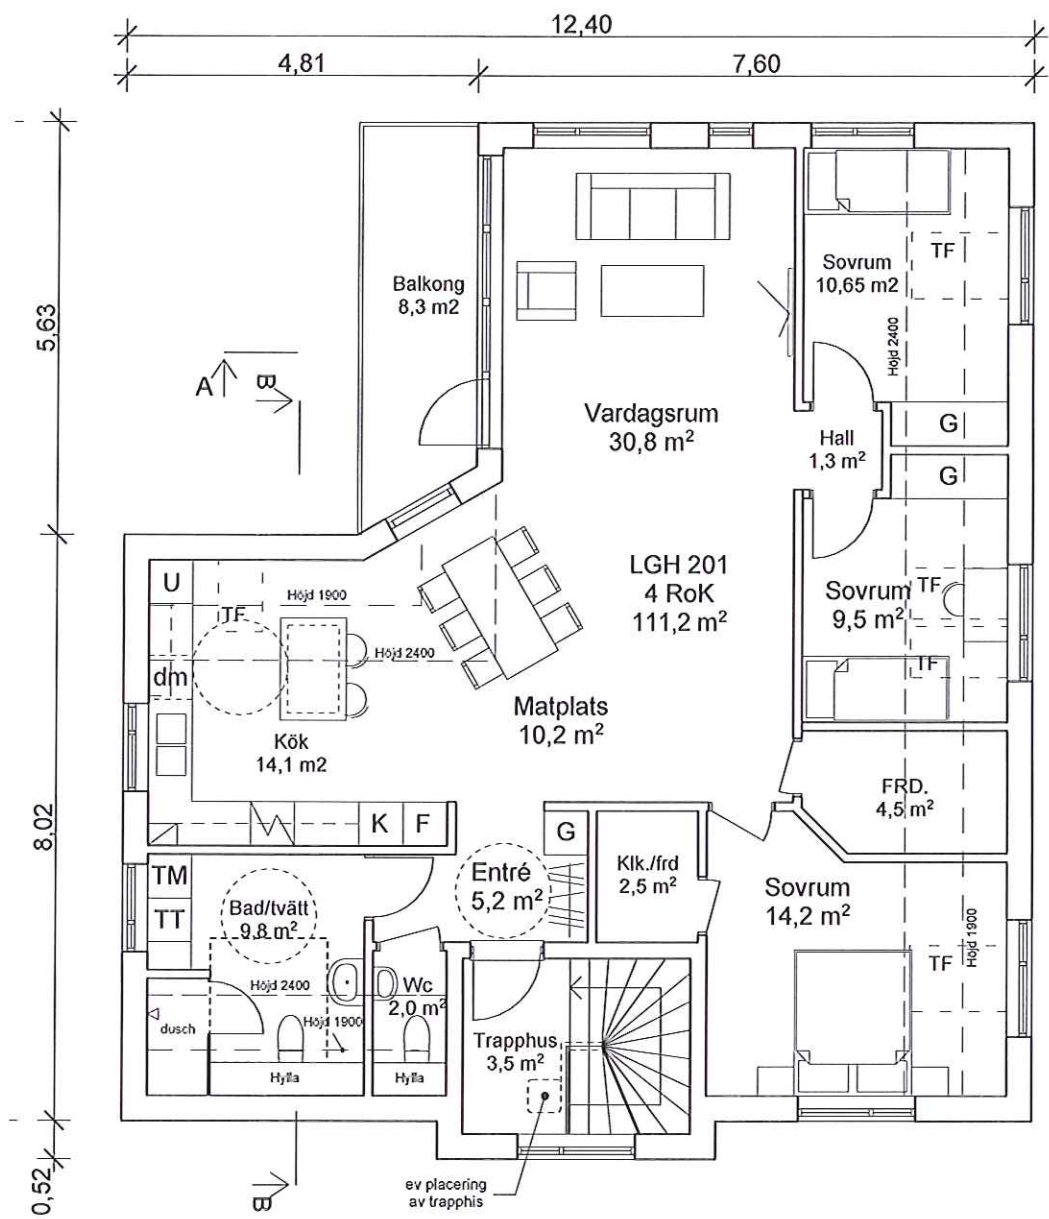 12,40
4,81
7,60
5,63
8,02
0,52
Balkong
8,3 m2
A
B
Sovrum
10,65 m2
TF
Höjd 2400
G
Vardagsrum
30,8 m²
Hall
1,3 m²
G
LGH 201
4 RoK
111,2 m²
Sovrum
9,5 m²
TF
TF
U
TF
Höjd 1900
Höjd 2400
dm
Kök
14,1 m2
Matplats
10,2 m²
K
F
FRD.
4,5 m²
G
Entré
5,2 m²
Klk./frd
2,5 m²
Sovrum
14,2 m²
Höjd 1900
TF
TM
TT
Bad/tvätt
9,8 m²
Höjd 2400
Höjd 1900
dusch
Hylla
Wc
2,0 m²
Hylla
Trapphus
3,5 m²
B
ev placering
av trapphis